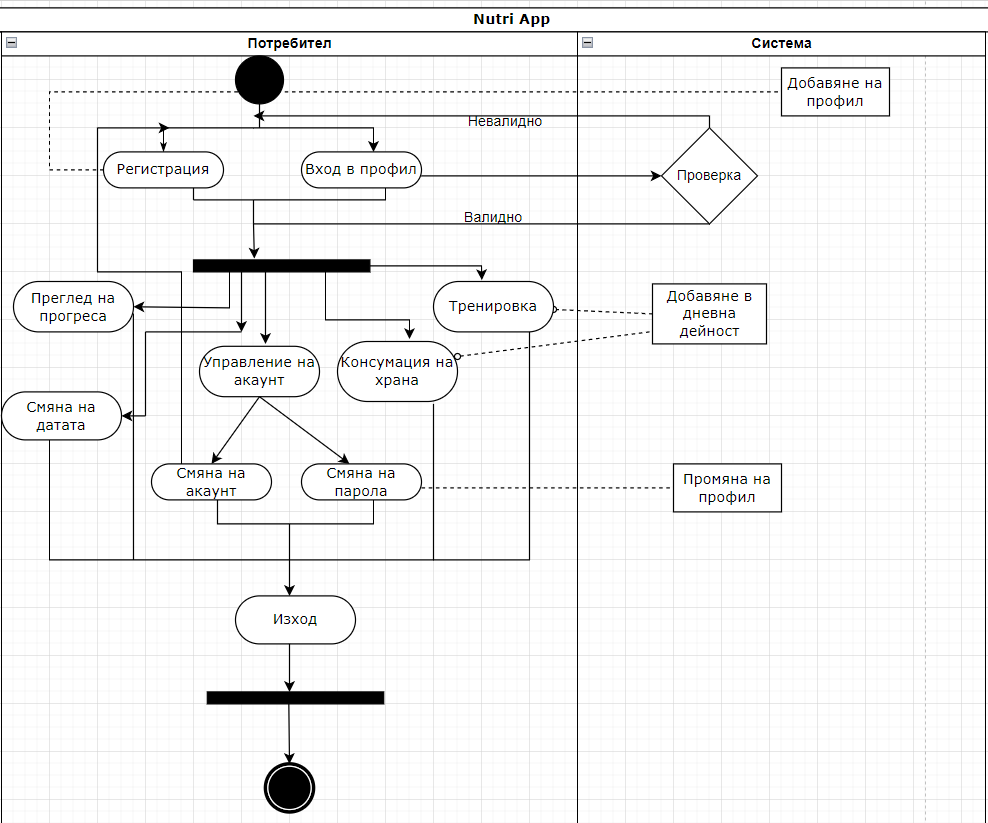 Nutri App
Потребител
Система
Добавяне на
профил
Невалидно
Регистрация
Вход в профил
Проверка
Валидно
Преглед на
прогреса
Тренировка
Добавяне в
дневна
дейност
Управление на
акаунт
Консумация на
храна
Смяна на
датата
Смяна на
акаунт
Смяна на
парола
Промяна на
профил
Изход